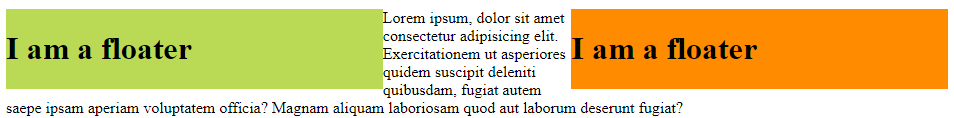 I am a floater
Lorem ipsum, dolor sit amet
consectetur adipisicing elit.
Exercitationem ut asperiores
quidem suscipit deleniti
quibusdam, fugiat autem
I am a floater
saepe ipsam aperiam voluptatem officia? Magnam aliquam laboriosam quod aut laborum deserunt fugiat?